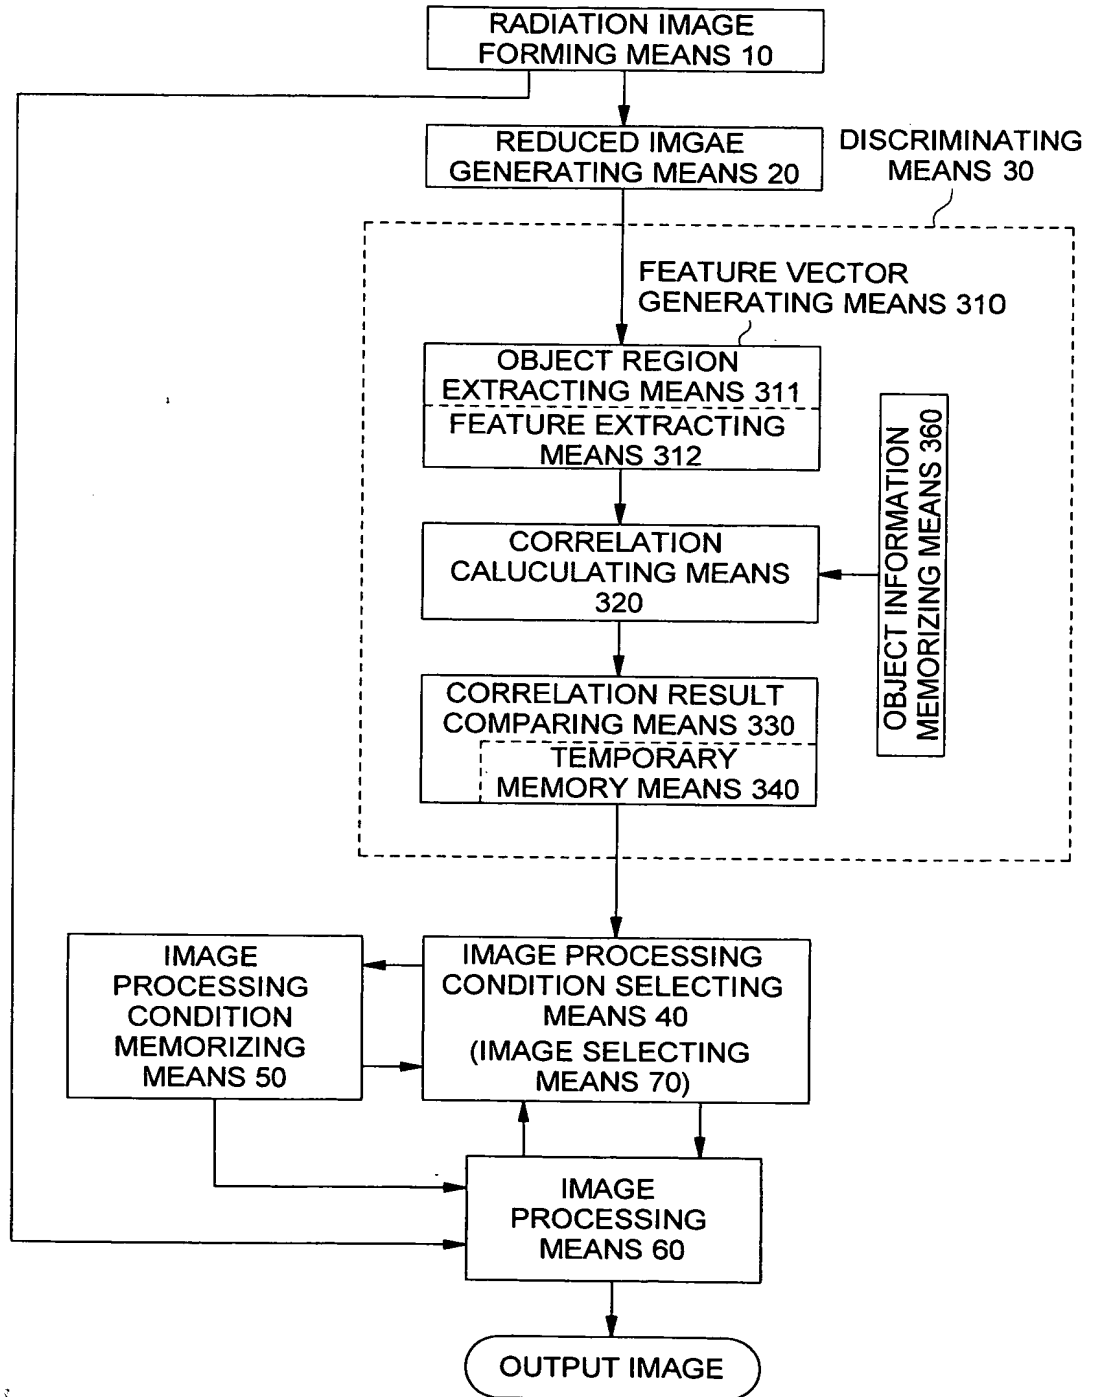 RADIATION IMAGE
FORMING MEANS 10
REDUCED IMGAE
GENERATING MEANS 20
DISCRIMINATING
MEANS 30
FEATURE VECTOR
GENERATING MEANS 310
OBJECT REGION
EXTRACTING MEANS 311
FEATURE EXTRACTING
MEANS 312
OBJECT INFORMATION
MEMORIZING MEANS 360
CORRELATION
CALUCULATING MEANS
320
CORRELATION RESULT
COMPARING MEANS 330
TEMPORARY
MEMORY MEANS 340
IMAGE
PROCESSING
CONDITION
MEMORIZING
MEANS 50
IMAGE PROCESSING
CONDITION SELECTING
MEANS 40
(IMAGE SELECTING
MEANS 70)
IMAGE
PROCESSING
MEANS 60
OUTPUT IMAGE